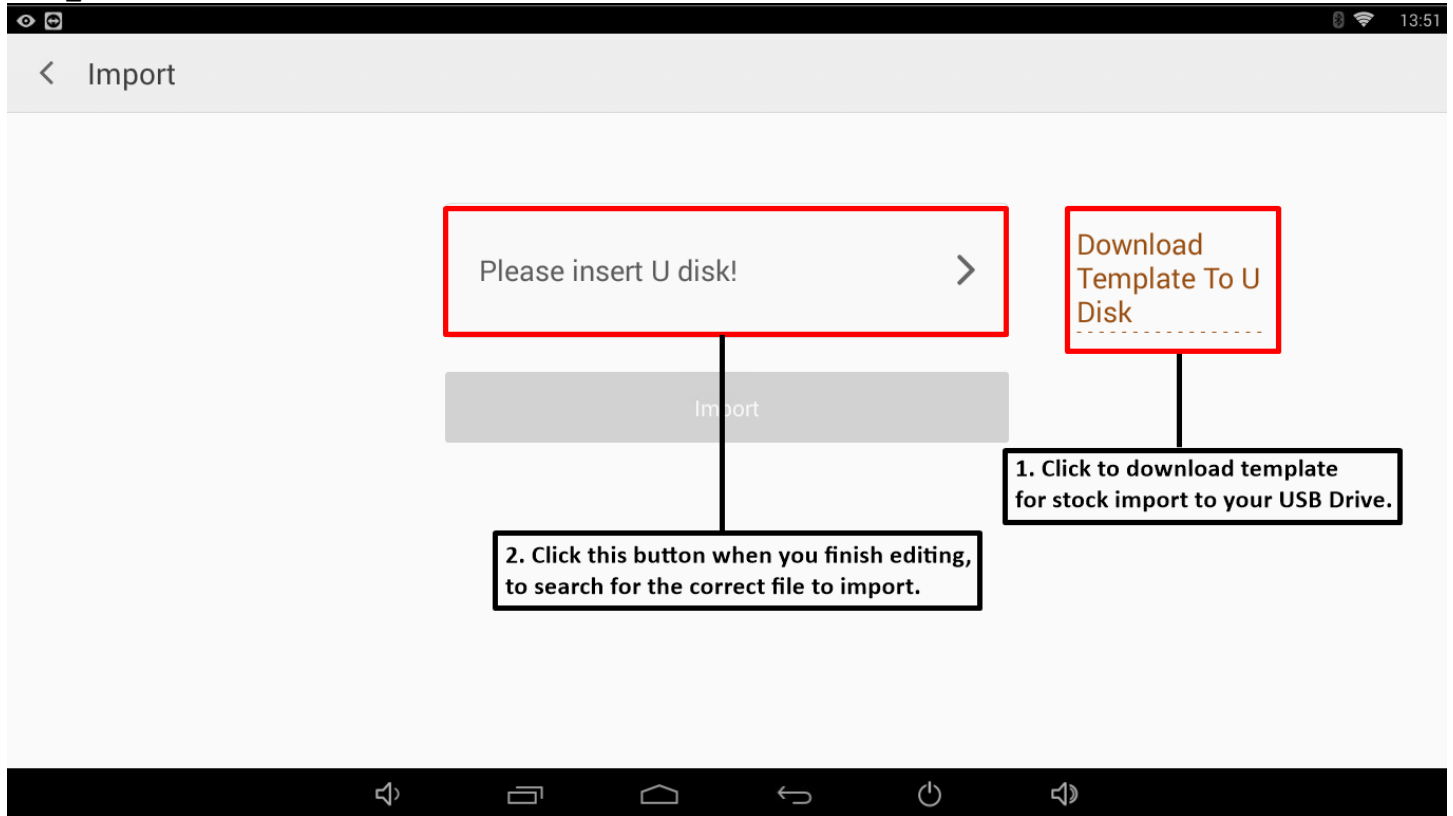 13:51
Import
Please insert U disk!
Download
Template To U
Disk
Import
1. Click to download template
for stock import to your USB Drive.
2. Click this button when you finish editing,
to search for the correct file to import.